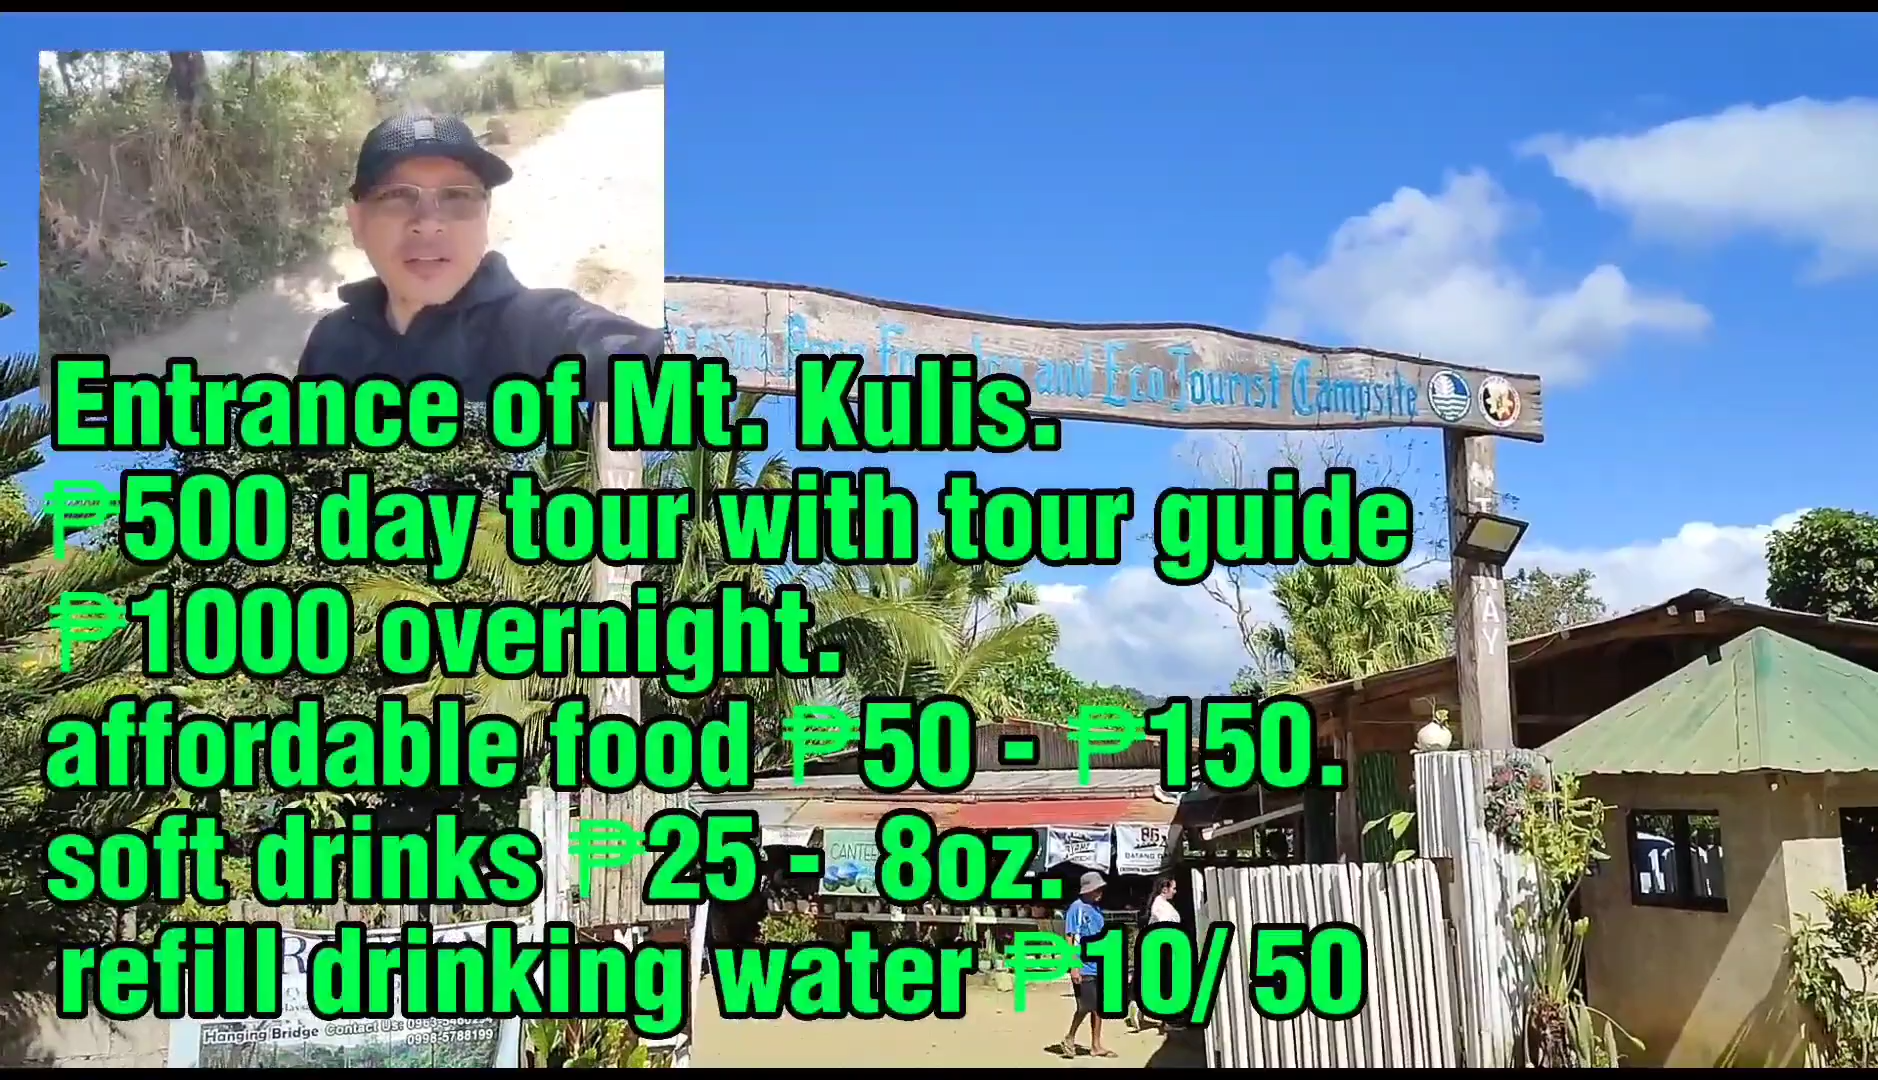 and Eco Tourist Campsite
Entrance of Mt. Kulis.
₱500 day tour with tour guide
₱1000 overnight.
affordable food ₱50 - ₱150.
soft drinks ₱25 - 8oz.
refill drinking water ₱10/ 50
CANTEE
Hanging Bridge Contact Us:
0998-5788199